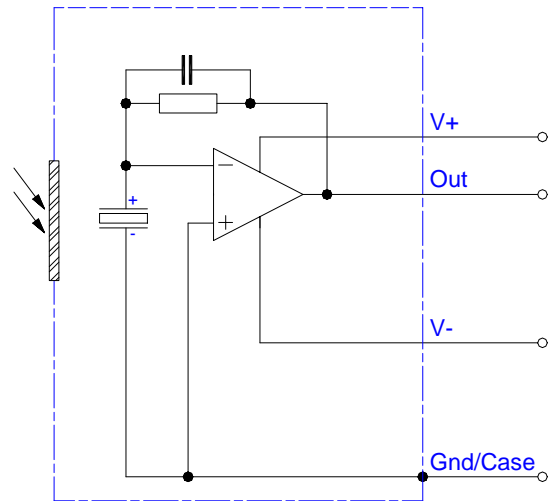 V+
Out
+
-
V-
Gnd/Case